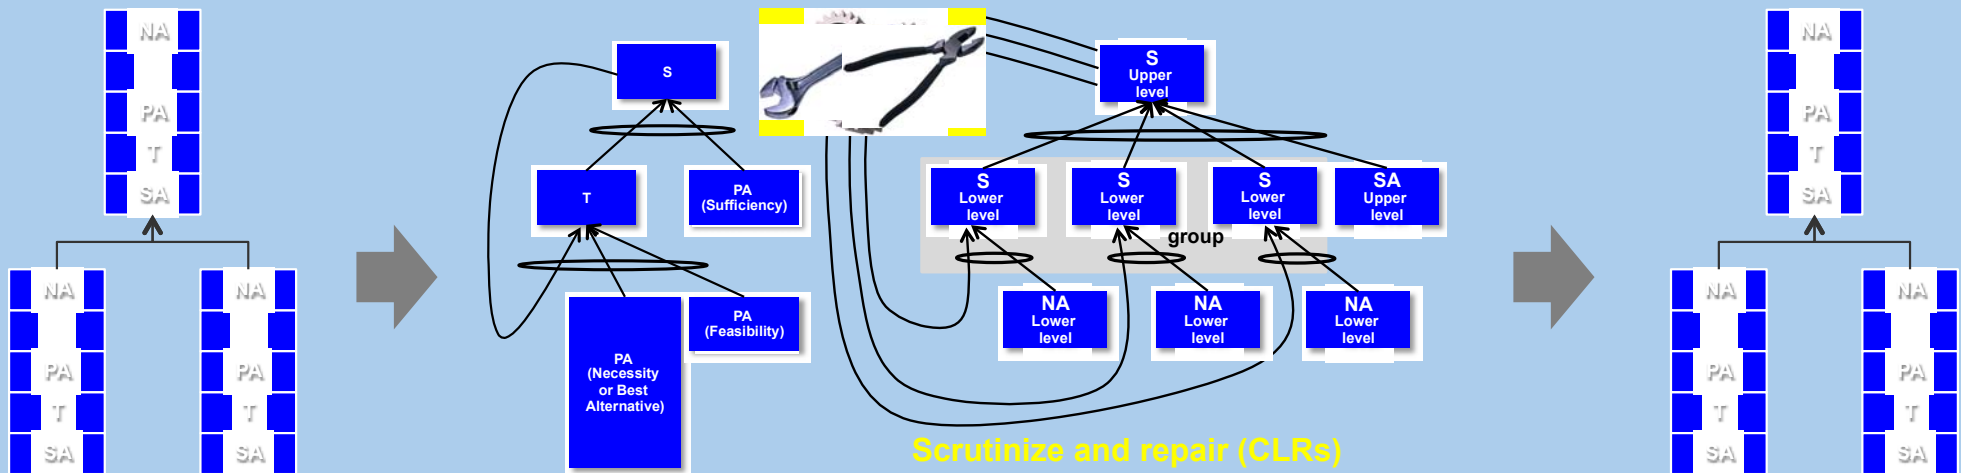 NA
PA
T
SA
NA
PA
T
SA
NA
PA
T
SA
S
T
PA
(Sufficiency)
PA
(Necessity
or Best
Alternative)
PA
(Feasibility)
S
Upper
level
S
Lower
level
S
Lower
level
S
Lower
level
SA
Upper
level
group
NA
Lower
level
NA
Lower
level
NA
Lower
level
Scrutinize and repair (CLRs)
NA
PA
T
SA
NA
PA
T
SA
NA
PA
T
SA